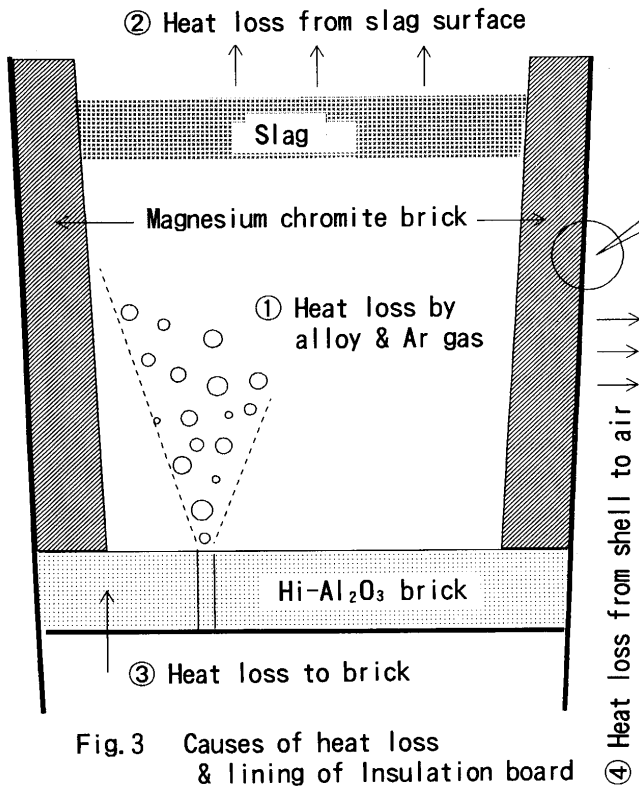 ② Heat loss from slag surface
Slag
Magnesium chromite brick
① Heat loss by
alloy & Ar gas
Hi-Al₂O₃ brick
③ Heat loss to brick
④ Heat loss from shell to air
Fig.3 Causes of heat loss
& lining of Insulation board